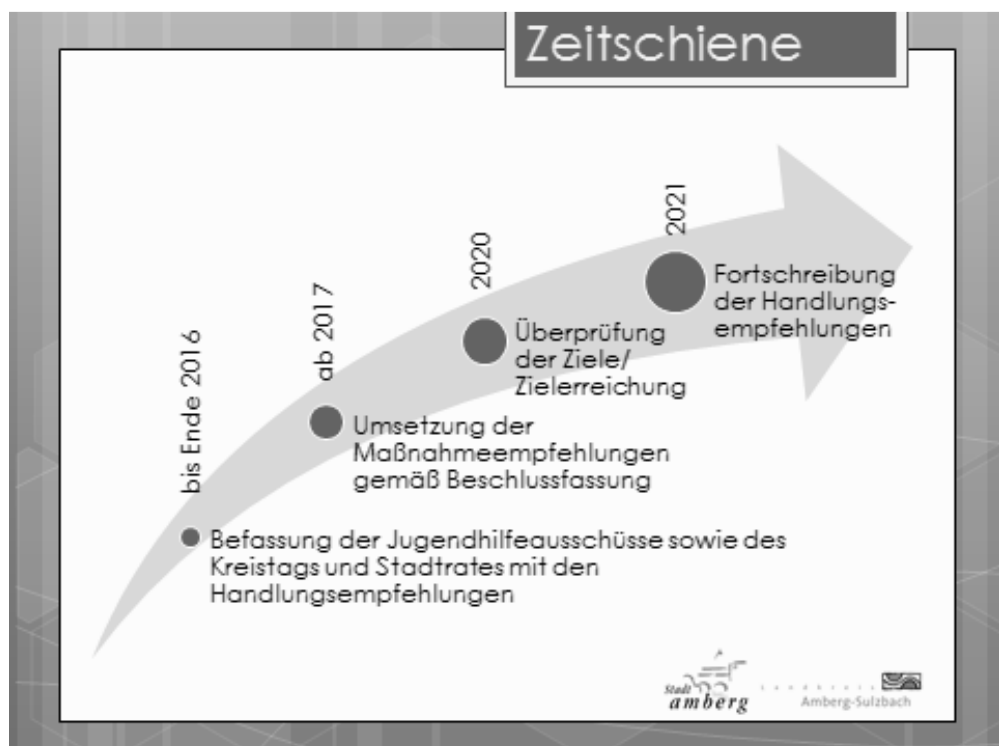 Zeitschiene
bis Ende 2016
Befassung der Jugendhilfeausschüsse sowie des
Kreistags und Stadtrates mit den
Handlungsempfehlungen
ab 2017
Umsetzung der
Maßnahmeempfehlungen
gemäß Beschlussfassung
2020
Überprüfung
der Ziele/
Zielerreichung
2021
Fortschreibung
der Handlungs-
empfehlungen
Stadt
amberg
Landkreis
Amberg-Sulzbach